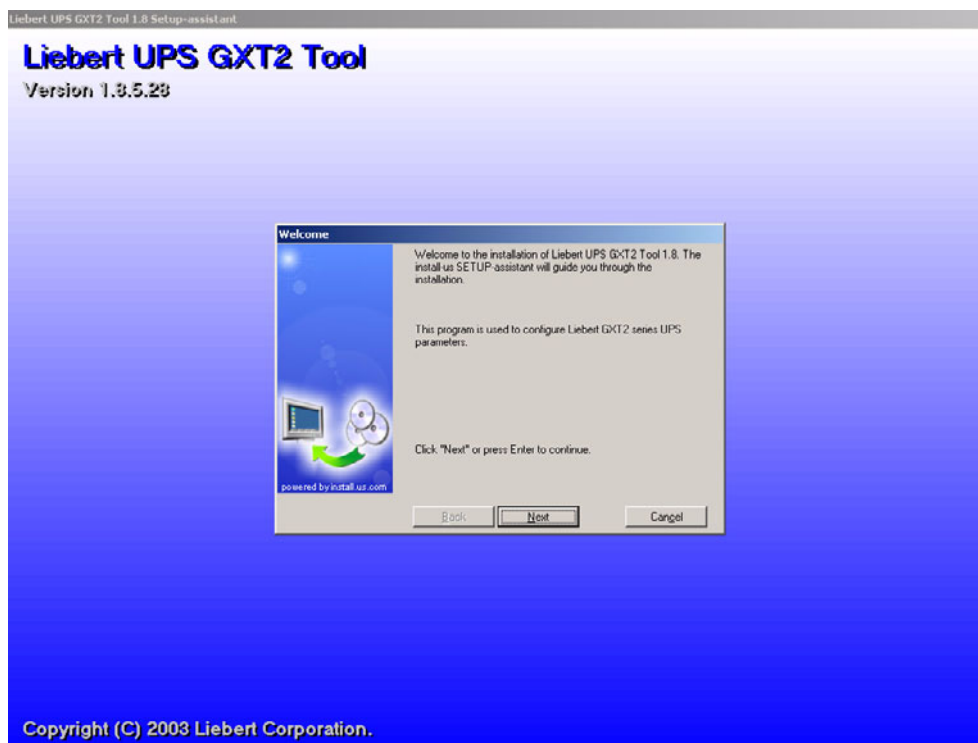 Liebert UPS GXT2 Tool 1.8 Setup-assistant
Liebert UPS GXT2 Tool
Version 1.8.5.28
Welcome
Welcome to the installation of Liebert UPS GXT2 Tool 1.8. The
install-us SETUP-assistant will guide you through the
installation.
This program is used to configure Liebert GXT2 series UPS
parameters.
Click "Next" or press Enter to continue.
powered by install.us.com
Back
Next
Cancel
Copyright (C) 2003 Liebert Corporation.